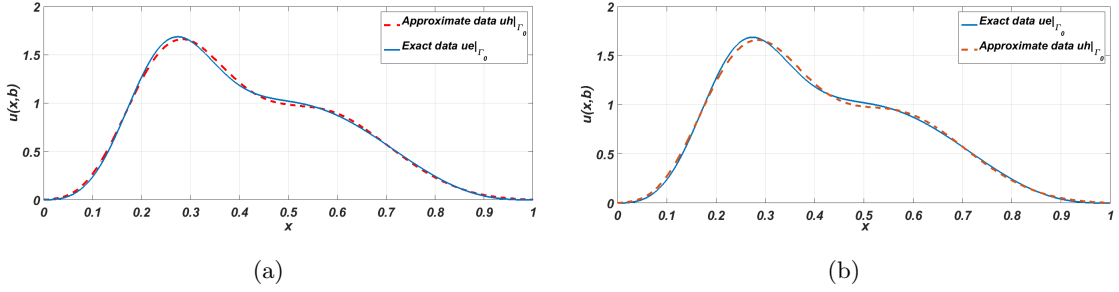 2
1.5
1
0.5
0
u(x,b)
0 0.1 0.2 0.3 0.4 0.5 0.6 0.7 0.8 0.9 1
x
Approximate data uh|Γ0
Exact data ue|Γ0
(a)
2
1.5
1
0.5
0
u(x,b)
0 0.1 0.2 0.3 0.4 0.5 0.6 0.7 0.8 0.9 1
x
Exact data ue|Γ0
Approximate data uh|Γ0
(b)